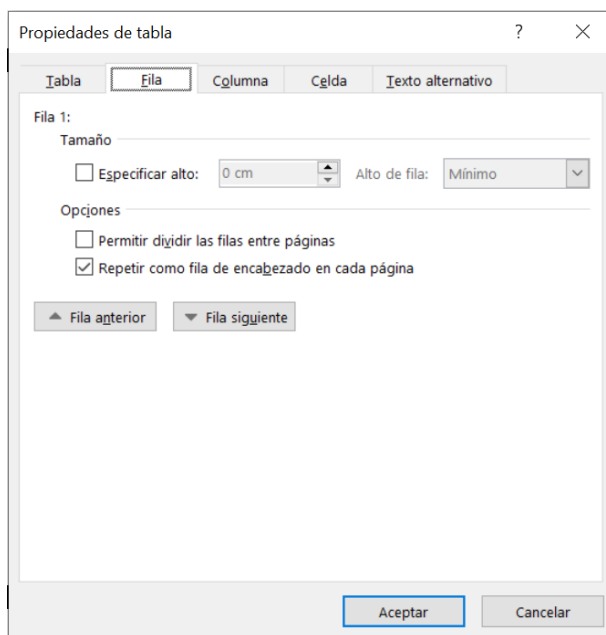 Propiedades de tabla ?
Tabla Fila Columna Celda Texto alternativo
Fila 1:
Tamaño
Especificar alto: 0 cm Alto de fila: Mínimo
Opciones
Permitir dividir las filas entre páginas
Repetir como fila de encabezado en cada página
Fila anterior Fila siguiente
Aceptar Cancelar